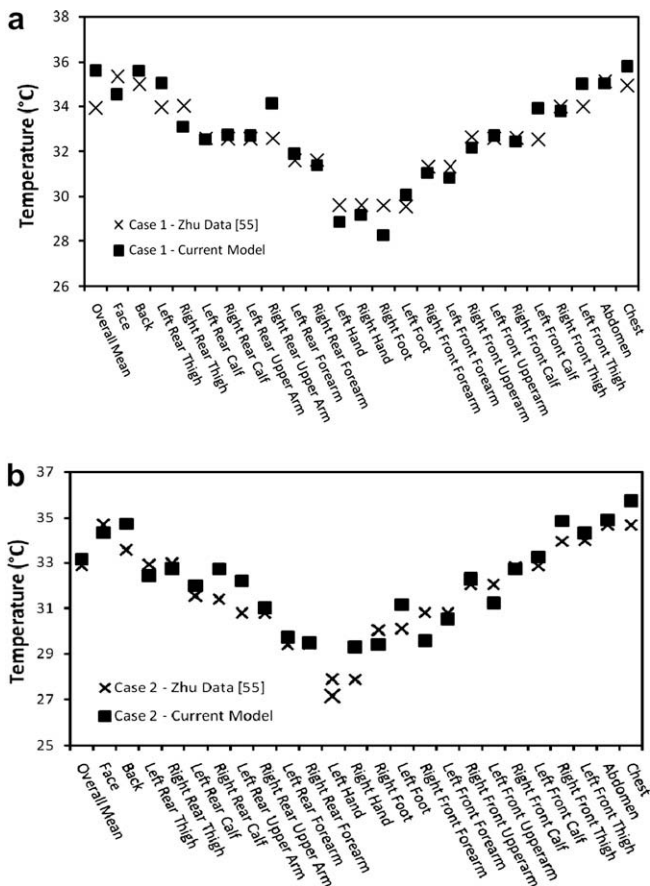 a
38
36
34
32
30
28
26
Temperature (°C)
Case 1 - Zhu Data [55]
Case 1 - Current Model
Overall Mean
Face
Back
Left Rear Thigh
Right Rear Thigh
Left Rear Calf
Right Rear Calf
Left Rear Upper Arm
Right Rear Upper Arm
Left Rear Forearm
Right Rear Forearm
Left Hand
Right Hand
Right Foot
Left Foot
Right Front Forearm
Left Front Forearm
Right Front Upperarm
Left Front Upperarm
Right Front Calf
Left Front Calf
Right Front Thigh
Left Front Thigh
Abdomen
Chest
b
37
35
33
31
29
27
25
Temperature (°C)
Case 2 - Zhu Data [55]
Case 2 - Current Model
Overall Mean
Face
Back
Left Rear Thigh
Right Rear Thigh
Left Rear Calf
Right Rear Calf
Left Rear Upper Arm
Right Rear Upper Arm
Left Rear Forearm
Right Rear Forearm
Left Hand
Right Hand
Right Foot
Left Foot
Right Front Forearm
Left Front Forearm
Right Front Upperarm
Left Front Upperarm
Right Front Calf
Left Front Calf
Right Front Thigh
Left Front Thigh
Abdomen
Chest